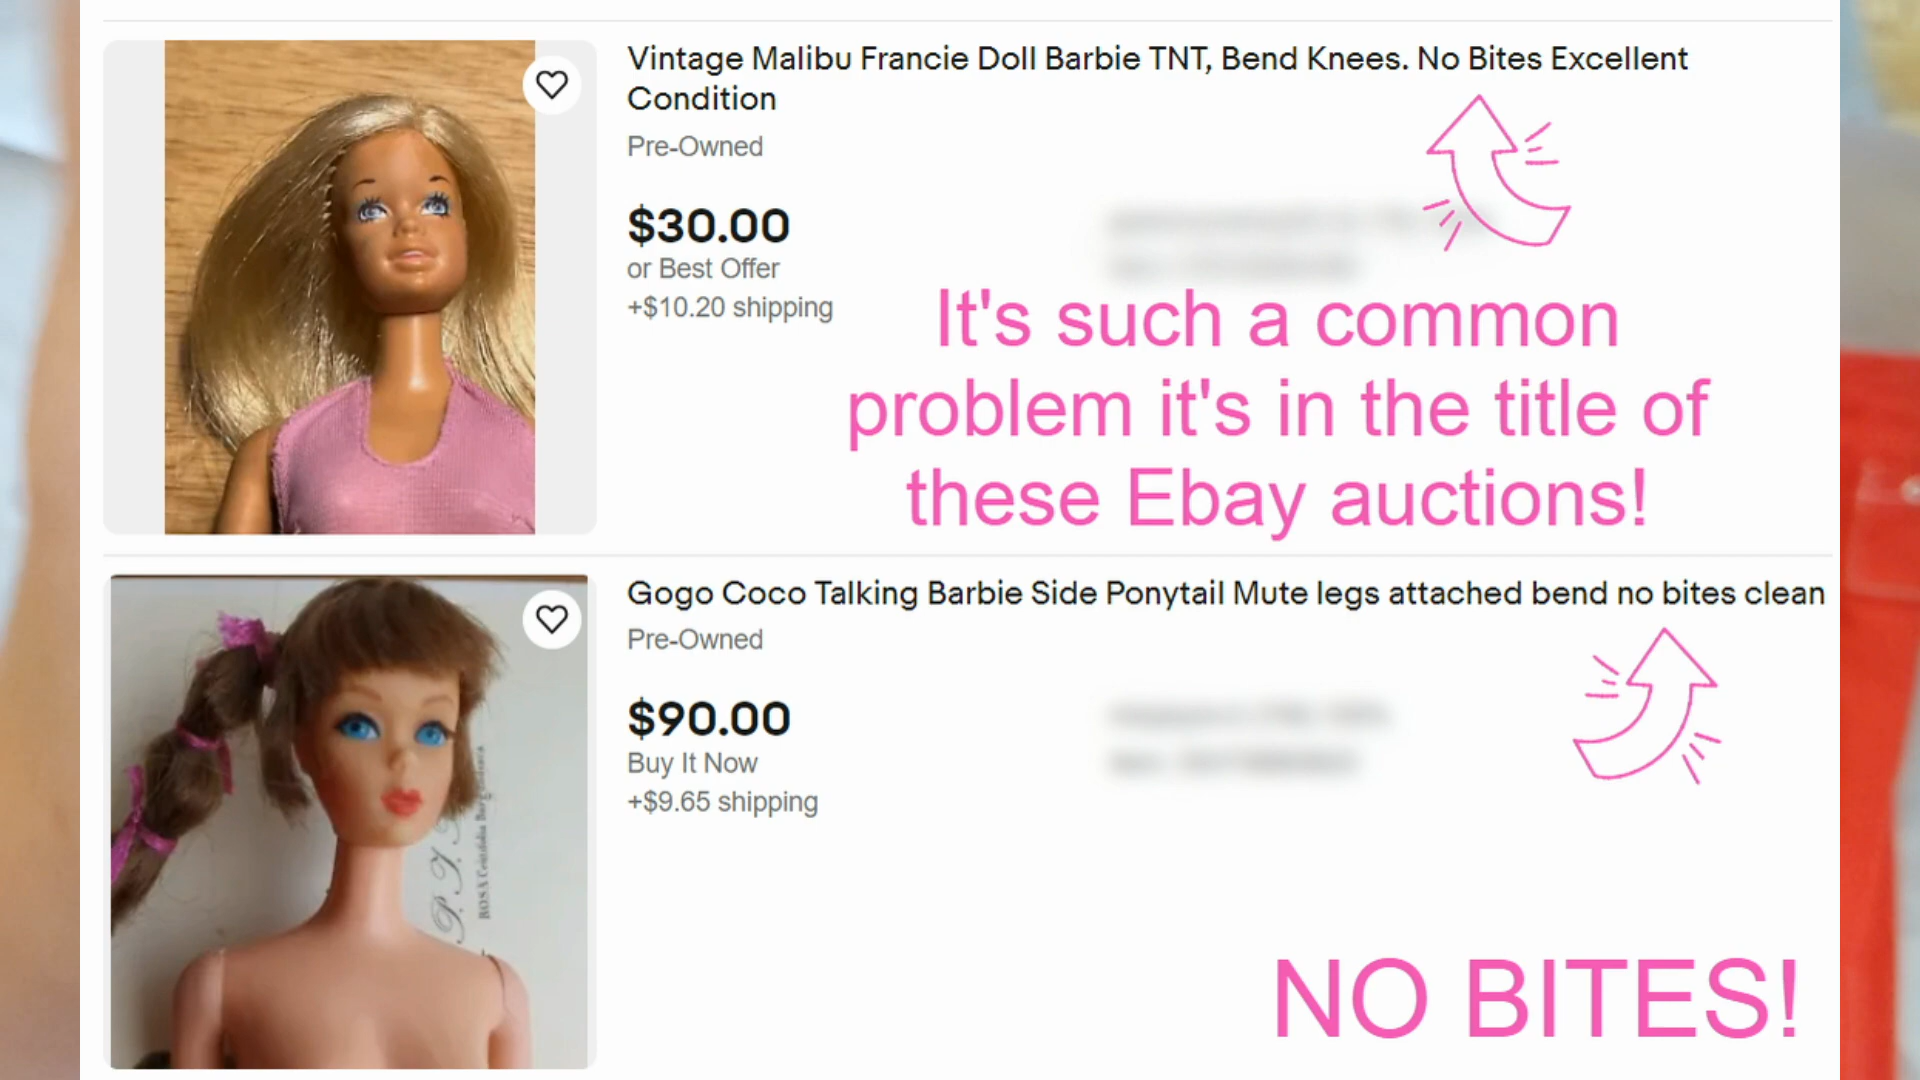 Vintage Malibu Francie Doll Barbie TNT, Bend Knees. No Bites Excellent
Condition
Pre-Owned
$30.00
or Best Offer
+$10.20 shipping
It's such a common
problem it's in the title of
these Ebay auctions!
Gogo Coco Talking Barbie Side Ponytail Mute legs attached bend no bites clean
Pre-Owned
$90.00
Buy It Now
+$9.65 shipping
NO BITES!